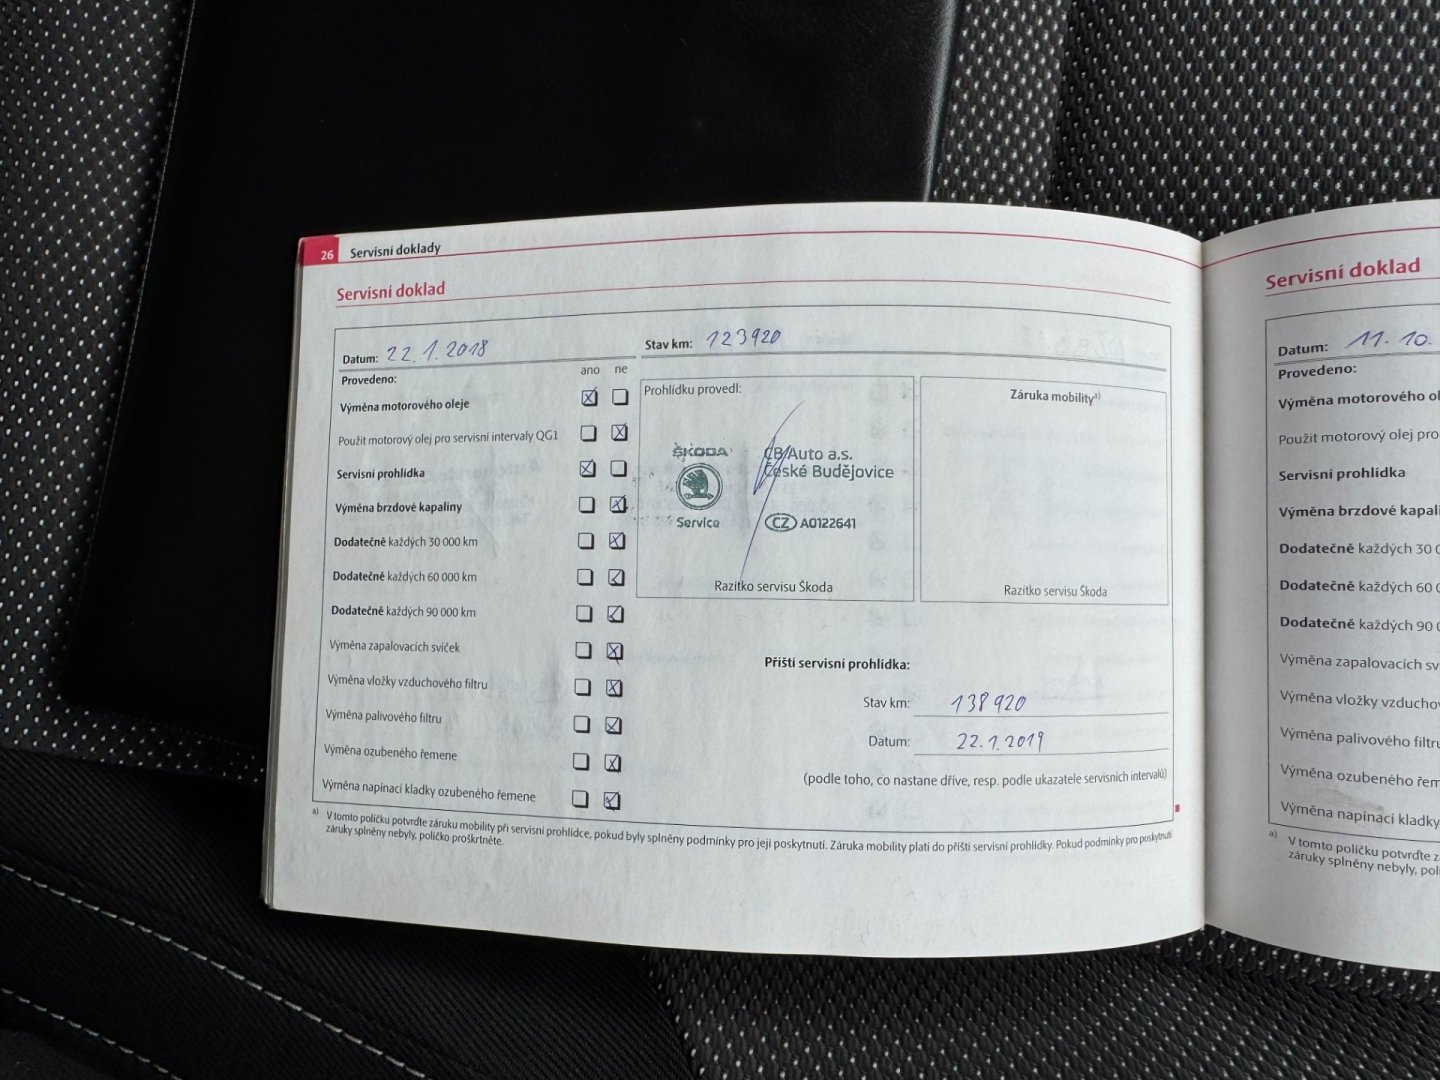 26 Servisní doklady
Servisní doklad
Datum: 22.1.2018
Stav km: 123920
Provedeno:
ano ne
Výměna motorového oleje
Použit motorový olej pro servisní intervaly QG1
Servisní prohlídka
Výměna brzdové kapaliny
Dodatečně každých 30 000 km
Dodatečně každých 60 000 km
Dodatečně každých 90 000 km
Výměna zapalovacích svíček
Výměna vložky vzduchového filtru
Výměna palivového filtru
Výměna ozubeného řemene
Výměna napínací kladky ozubeného řemene
Prohlídku provedl:
ŠKODA
Service
CB Auto a.s.
České Budějovice
CZ A0122641
Razítko servisu Škoda
Záruka mobility a)
Razítko servisu Škoda
Příští servisní prohlídka:
Stav km: 138920
Datum: 22.1.2019
(podle toho, co nastane dříve, resp. podle ukazatele servisních intervalů)
a) V tomto políčku potvrďte záruku mobility při servisní prohlídce, pokud byly splněny podmínky pro její poskytnutí. Záruka mobility platí do příští servisní prohlídky. Pokud podmínky pro poskytnutí
záruky splněny nebyly, políčko proškrtněte.
Servisní doklad
Datum: 11.10.
Provedeno:
Výměna motorového ol
Použit motorový olej pro
Servisní prohlídka
Výměna brzdové kapali
Dodatečně každých 30 0
Dodatečně každých 60 0
Dodatečně každých 90 0
Výměna zapalovacích sv
Výměna vložky vzducho
Výměna palivového filtru
Výměna ozubeného řem
Výměna napínací kladky
a) V tomto políčku potvrďte z
záruky splněny nebyly, pol